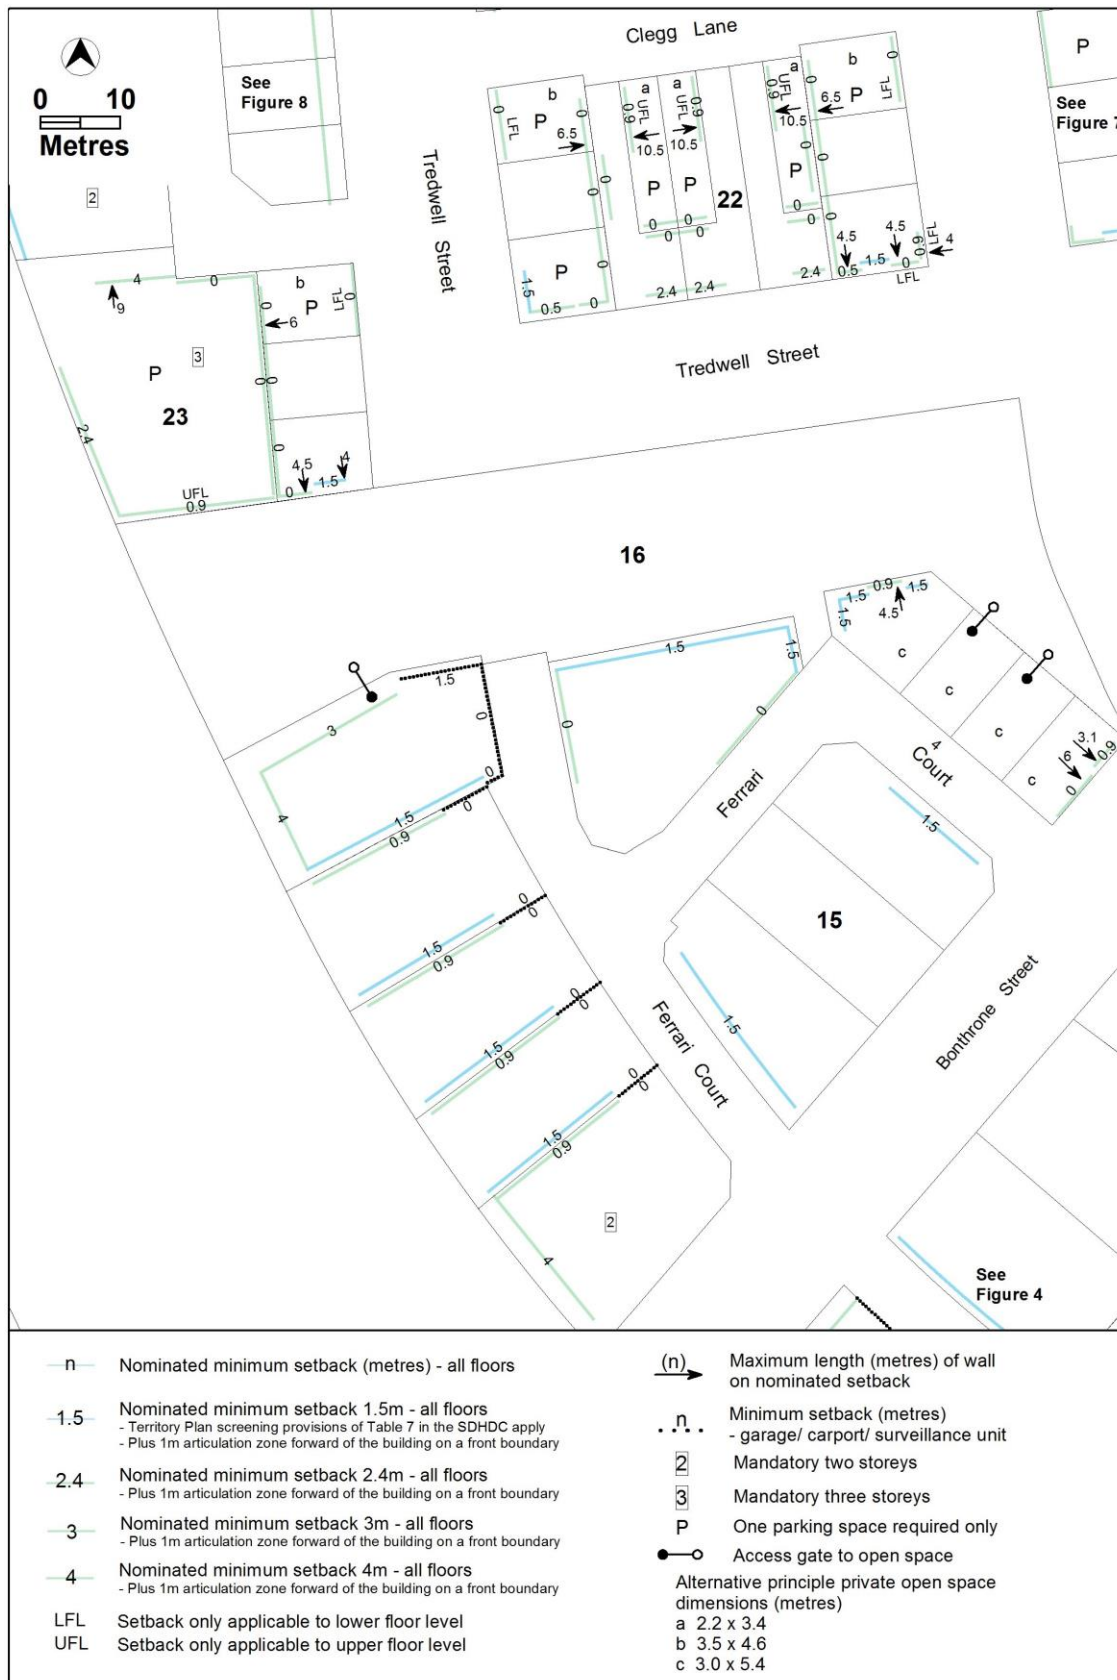 Clegg Lane
0 10
Metres
See
Figure 8
b
P
0
0
LFL
6.5
a
a
0.9
UFL
UFL
0.9
10.5
10.5
P
P
0
0
0
0
a
0.9
UFL
10.5
P
0
0
0
6.5
b
P
LFL
0
P
See
Figure 7
Tredwell
Street
22
0
0
0
0
0
P
1.5
0.5
0
0
2.4
2.4
2.4
4.5
4.5
0.5
1.5
0
LFL
0.9
LFL
4
2
4
0
9
P
3
23
2.4
UFL
0.9
b
P
0
LFL
0
6
0
0
0
4.5
4
0
1.5
Tredwell Street
16
1.5
0.9
1.5
1.5
4.5
c
c
c
c
6
3.1
0.9
0
1.5
1.5
0
0
1.5
0
3
4
0
0
1.5
0.9
4
Court
Ferrari
1.5
15
0
0
1.5
0.9
0
0
1.5
0.9
0
0
1.5
0.9
1.5
Ferrari Court
Bonthrone Street
2
4
See
Figure 4
n Nominated minimum setback (metres) - all floors
1.5 Nominated minimum setback 1.5m - all floors
- Territory Plan screening provisions of Table 7 in the SDHDC apply
- Plus 1m articulation zone forward of the building on a front boundary
2.4 Nominated minimum setback 2.4m - all floors
- Plus 1m articulation zone forward of the building on a front boundary
3 Nominated minimum setback 3m - all floors
- Plus 1m articulation zone forward of the building on a front boundary
4 Nominated minimum setback 4m - all floors
- Plus 1m articulation zone forward of the building on a front boundary
LFL Setback only applicable to lower floor level
UFL Setback only applicable to upper floor level
(n) Maximum length (metres) of wall
on nominated setback
n Minimum setback (metres)
- garage/ carport/ surveillance unit
2 Mandatory two storeys
3 Mandatory three storeys
P One parking space required only
Access gate to open space
Alternative principle private open space
dimensions (metres)
a 2.2 x 3.4
b 3.5 x 4.6
c 3.0 x 5.4